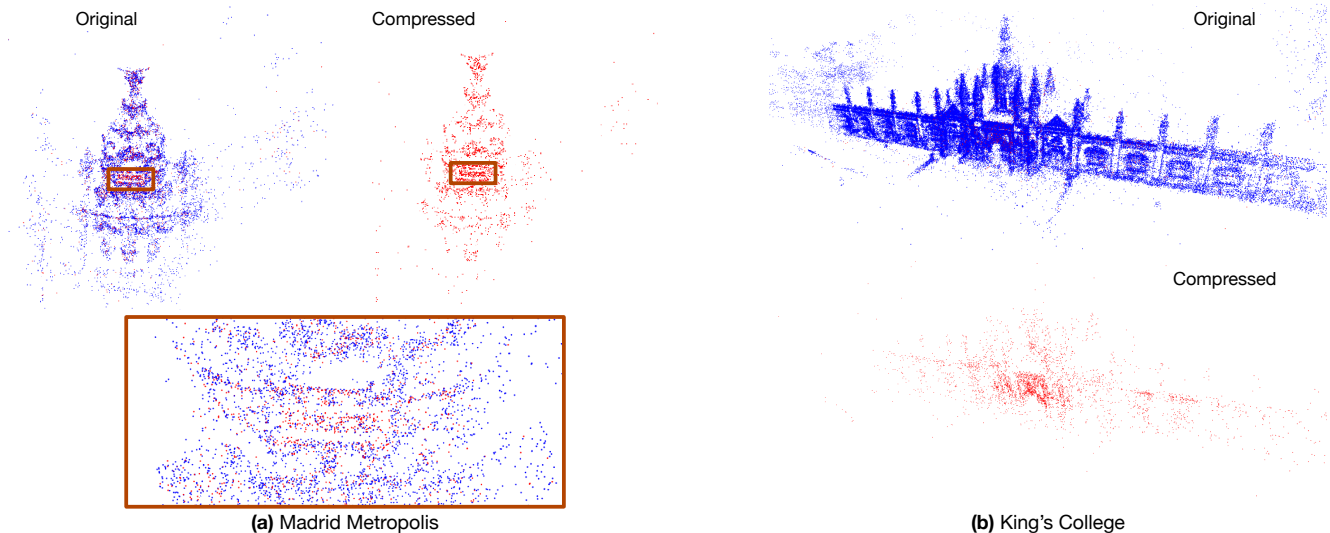 Original
Compressed
Original
Compressed
(a) Madrid Metropolis
(b) King's College